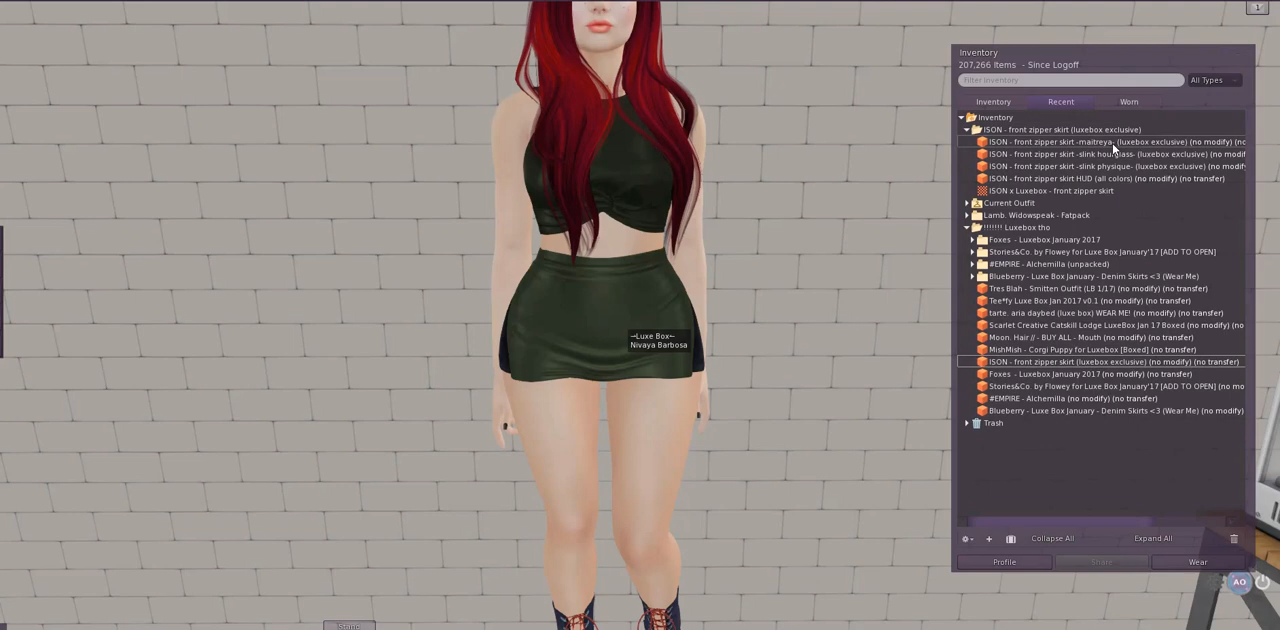 1
Inventory
207,266 Items - Since Logoff
Filter Inventory
All Types
Inventory
Recent
Worn
Inventory
ISON - front zipper skirt (luxebox exclusive)
ISON - front zipper skirt -maitreya- (luxebox exclusive) (no modify) (no
ISON - front zipper skirt -slink hourglass- (luxebox exclusive) (no modif
ISON - front zipper skirt -slink physique- (luxebox exclusive) (no modify
ISON - front zipper skirt HUD (all colors) (no modify) (no transfer)
ISON x Luxebox - front zipper skirt
Current Outfit
Lamb. Widowspeak - Fatpack
!!!!!!! Luxebox tho
Foxes - Luxebox January 2017
Stories&Co. by Flowey for Luxe Box January'17 [ADD TO OPEN]
#EMPIRE - Alchemilla (unpacked)
Blueberry - Luxe Box January - Denim Skirts <3 (Wear Me)
Tres Blah - Smitten Outfit (LB 1/17) (no modify) (no transfer)
Tee*fy Luxe Box Jan 2017 v0.1 (no modify) (no transfer)
tarte. aria daybed (luxe box) WEAR ME! (no modify) (no transfer)
Scarlet Creative Catskill Lodge LuxeBox Jan 17 Boxed (no modify) (no
Moon. Hair // - BUY ALL - Mouth (no modify) (no transfer)
MishMish - Corgi Puppy for Luxebox [Boxed] (no transfer)
ISON - front zipper skirt (luxebox exclusive) (no modify) (no transfer)
Foxes - Luxebox January 2017 (no modify) (no transfer)
Stories&Co. by Flowey for Luxe Box January'17 [ADD TO OPEN] (no mo
#EMPIRE - Alchemilla (no modify) (no transfer)
Blueberry - Luxe Box January - Denim Skirts <3 (Wear Me) (no modify)
Trash
Collapse All
Expand All
Profile
Share
Wear
AO
→Luxe Box←
Nivaya Barbosa
Stand